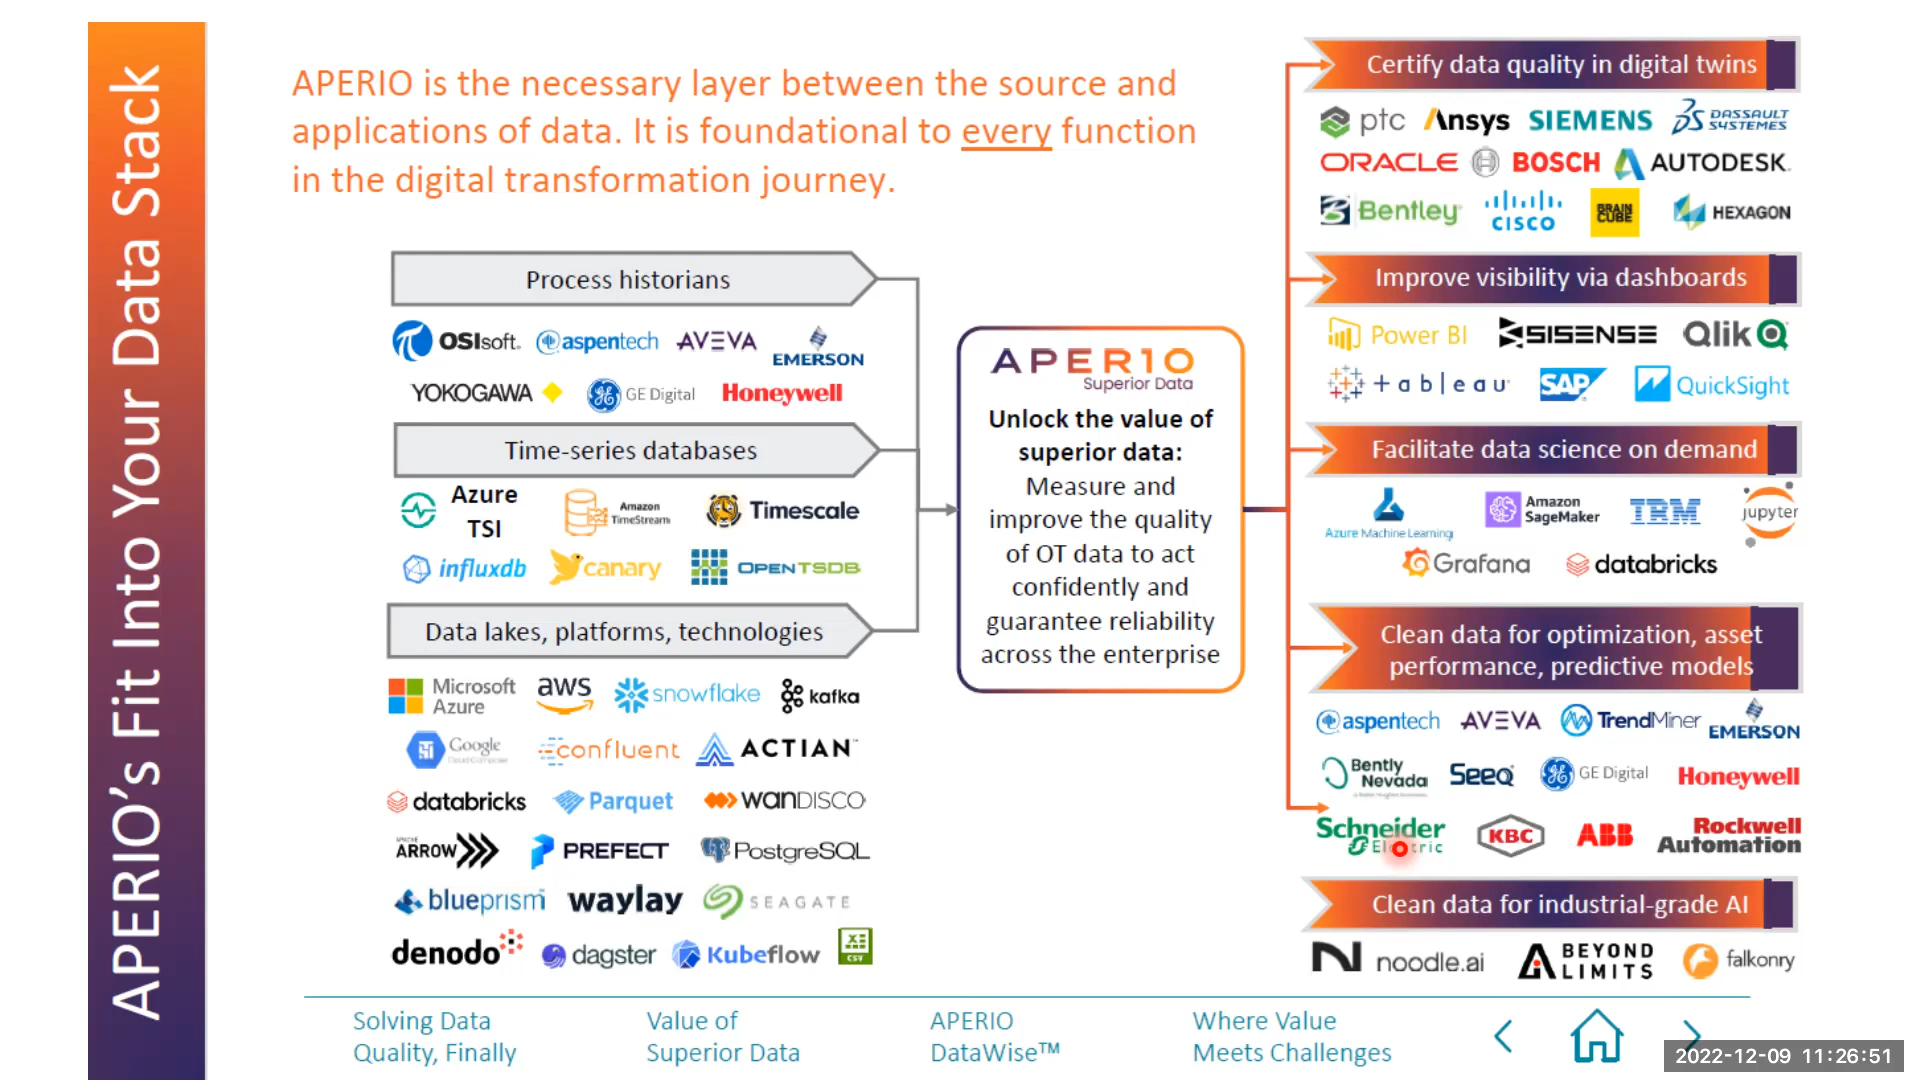 APERIO's Fit Into Your Data Stack
APERIO is the necessary layer between the source and
applications of data. It is foundational to every function
in the digital transformation journey.
Process historians
OSIsoft. aspentech AVEVA EMERSON
YOKOGAWA GE Digital Honeywell
Time-series databases
Azure TSI
Amazon TimeStream
Timescale
influxdb canary OPENTSDB
Data lakes, platforms, technologies
Microsoft Azure
aws snowflake kafka
Google Cloud Composer
confluent ACTIAN
databricks Parquet WANDISCO
APACHE ARROW PREFECT PostgreSQL
blueprism waylay SEAGATE
denodo dagster Kubeflow CSV
APER1O
Superior Data
Unlock the value of
superior data:
Measure and
improve the quality
of OT data to act
confidently and
guarantee reliability
across the enterprise
Certify data quality in digital twins
ptc Ansys SIEMENS DASSAULT SYSTEMES
ORACLE BOSCH AUTODESK.
Bentley CISCO BRAIN CUBE HEXAGON
Improve visibility via dashboards
Power BI SISENSE Qlik
+ableau SAP QuickSight
Facilitate data science on demand
Azure Machine Learning
Amazon SageMaker
IBM jupyter
Grafana databricks
Clean data for optimization, asset
performance, predictive models
aspentech AVEVA TrendMiner EMERSON
Bently Nevada
Seeq GE Digital Honeywell
Schneider Electric
KBC ABB
Rockwell Automation
Clean data for industrial-grade AI
noodle.ai BEYOND LIMITS falkonry
Solving Data
Quality, Finally
Value of
Superior Data
APERIO
DataWise™
Where Value
Meets Challenges
2022-12-09 11:26:51